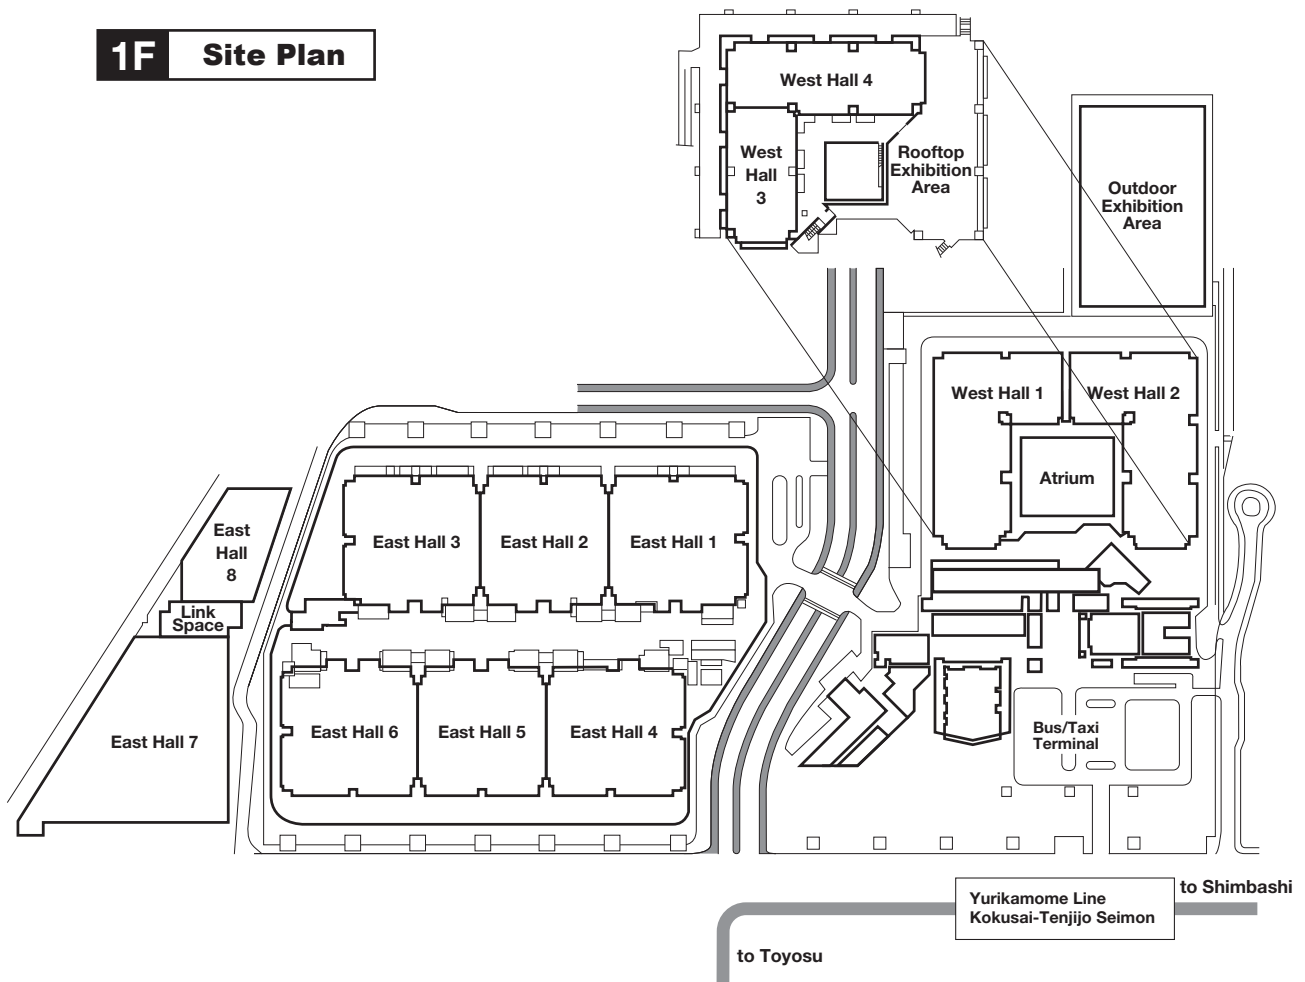 1F Site Plan
West Hall 4
West
Hall
3
Rooftop
Exhibition
Area
Outdoor
Exhibition
Area
West Hall 1
West Hall 2
Atrium
East Hall 3
East Hall 2
East Hall 1
East
Hall
8
Link
Space
East Hall 7
East Hall 6
East Hall 5
East Hall 4
Bus/Taxi
Terminal
Yurikamome Line
Kokusai-Tenjijo Seimon
to Shimbashi
to Toyosu